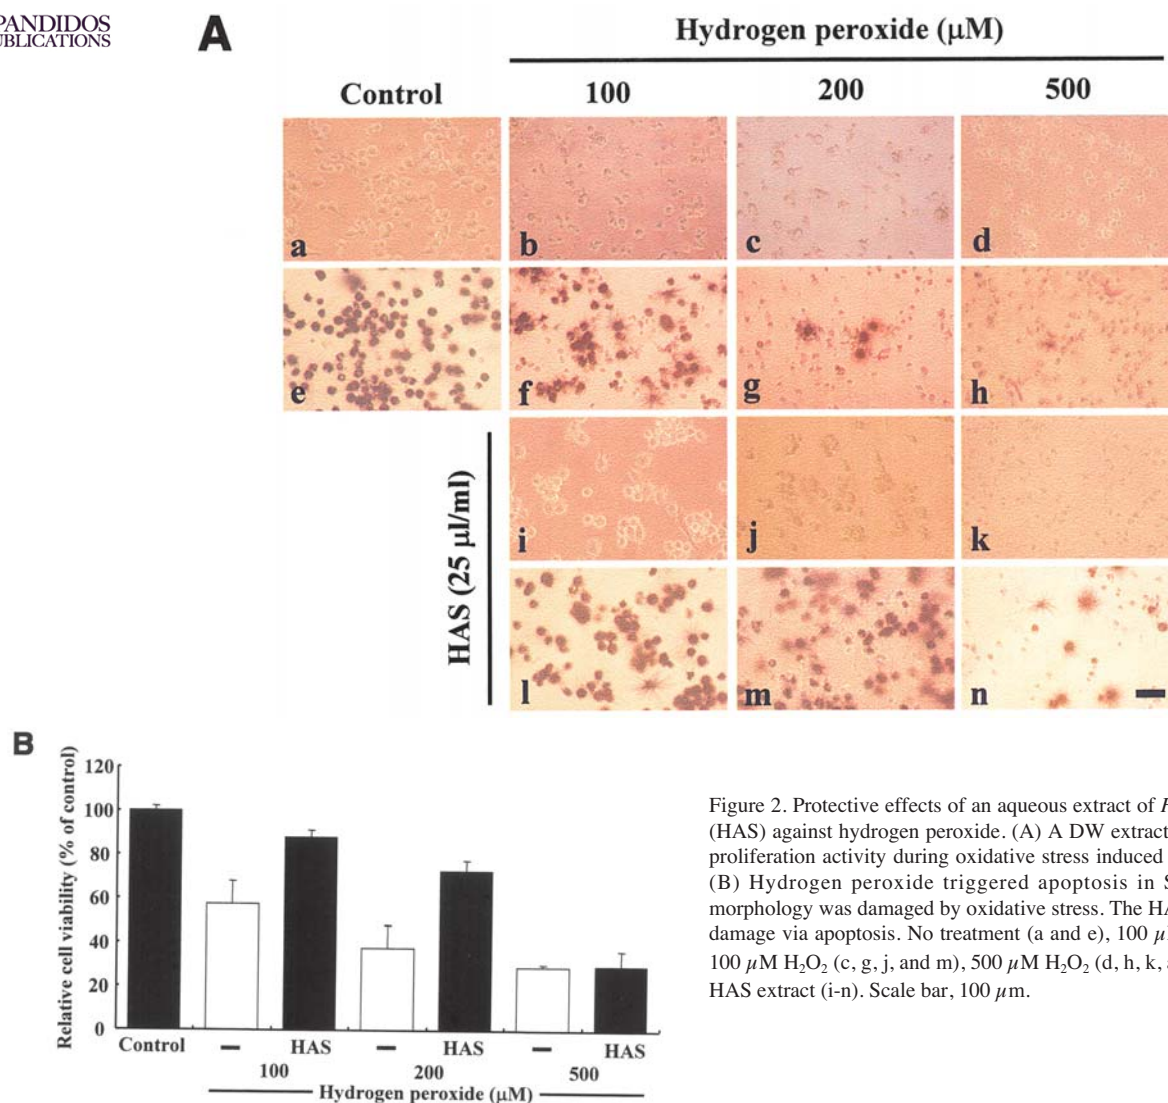 PANDIDOS
UBLICATIONS
A
Hydrogen peroxide (µM)
Control 100 200 500
a b c d
e f g h
HAS (25 µl/ml)
i j k
l m n
B
Relative cell viability (% of control)
120
100
80
60
40
20
0
Control – HAS – HAS – HAS
100 200 500
Hydrogen peroxide (µM)
Figure 2. Protective effects of an aqueous extract of
(HAS) against hydrogen peroxide. (A) A DW extract
proliferation activity during oxidative stress induced
(B) Hydrogen peroxide triggered apoptosis in S
morphology was damaged by oxidative stress. The HA
damage via apoptosis. No treatment (a and e), 100 µ
100 µM H₂O₂ (c, g, j, and m), 500 µM H₂O₂ (d, h, k,
HAS extract (i-n). Scale bar, 100 µm.